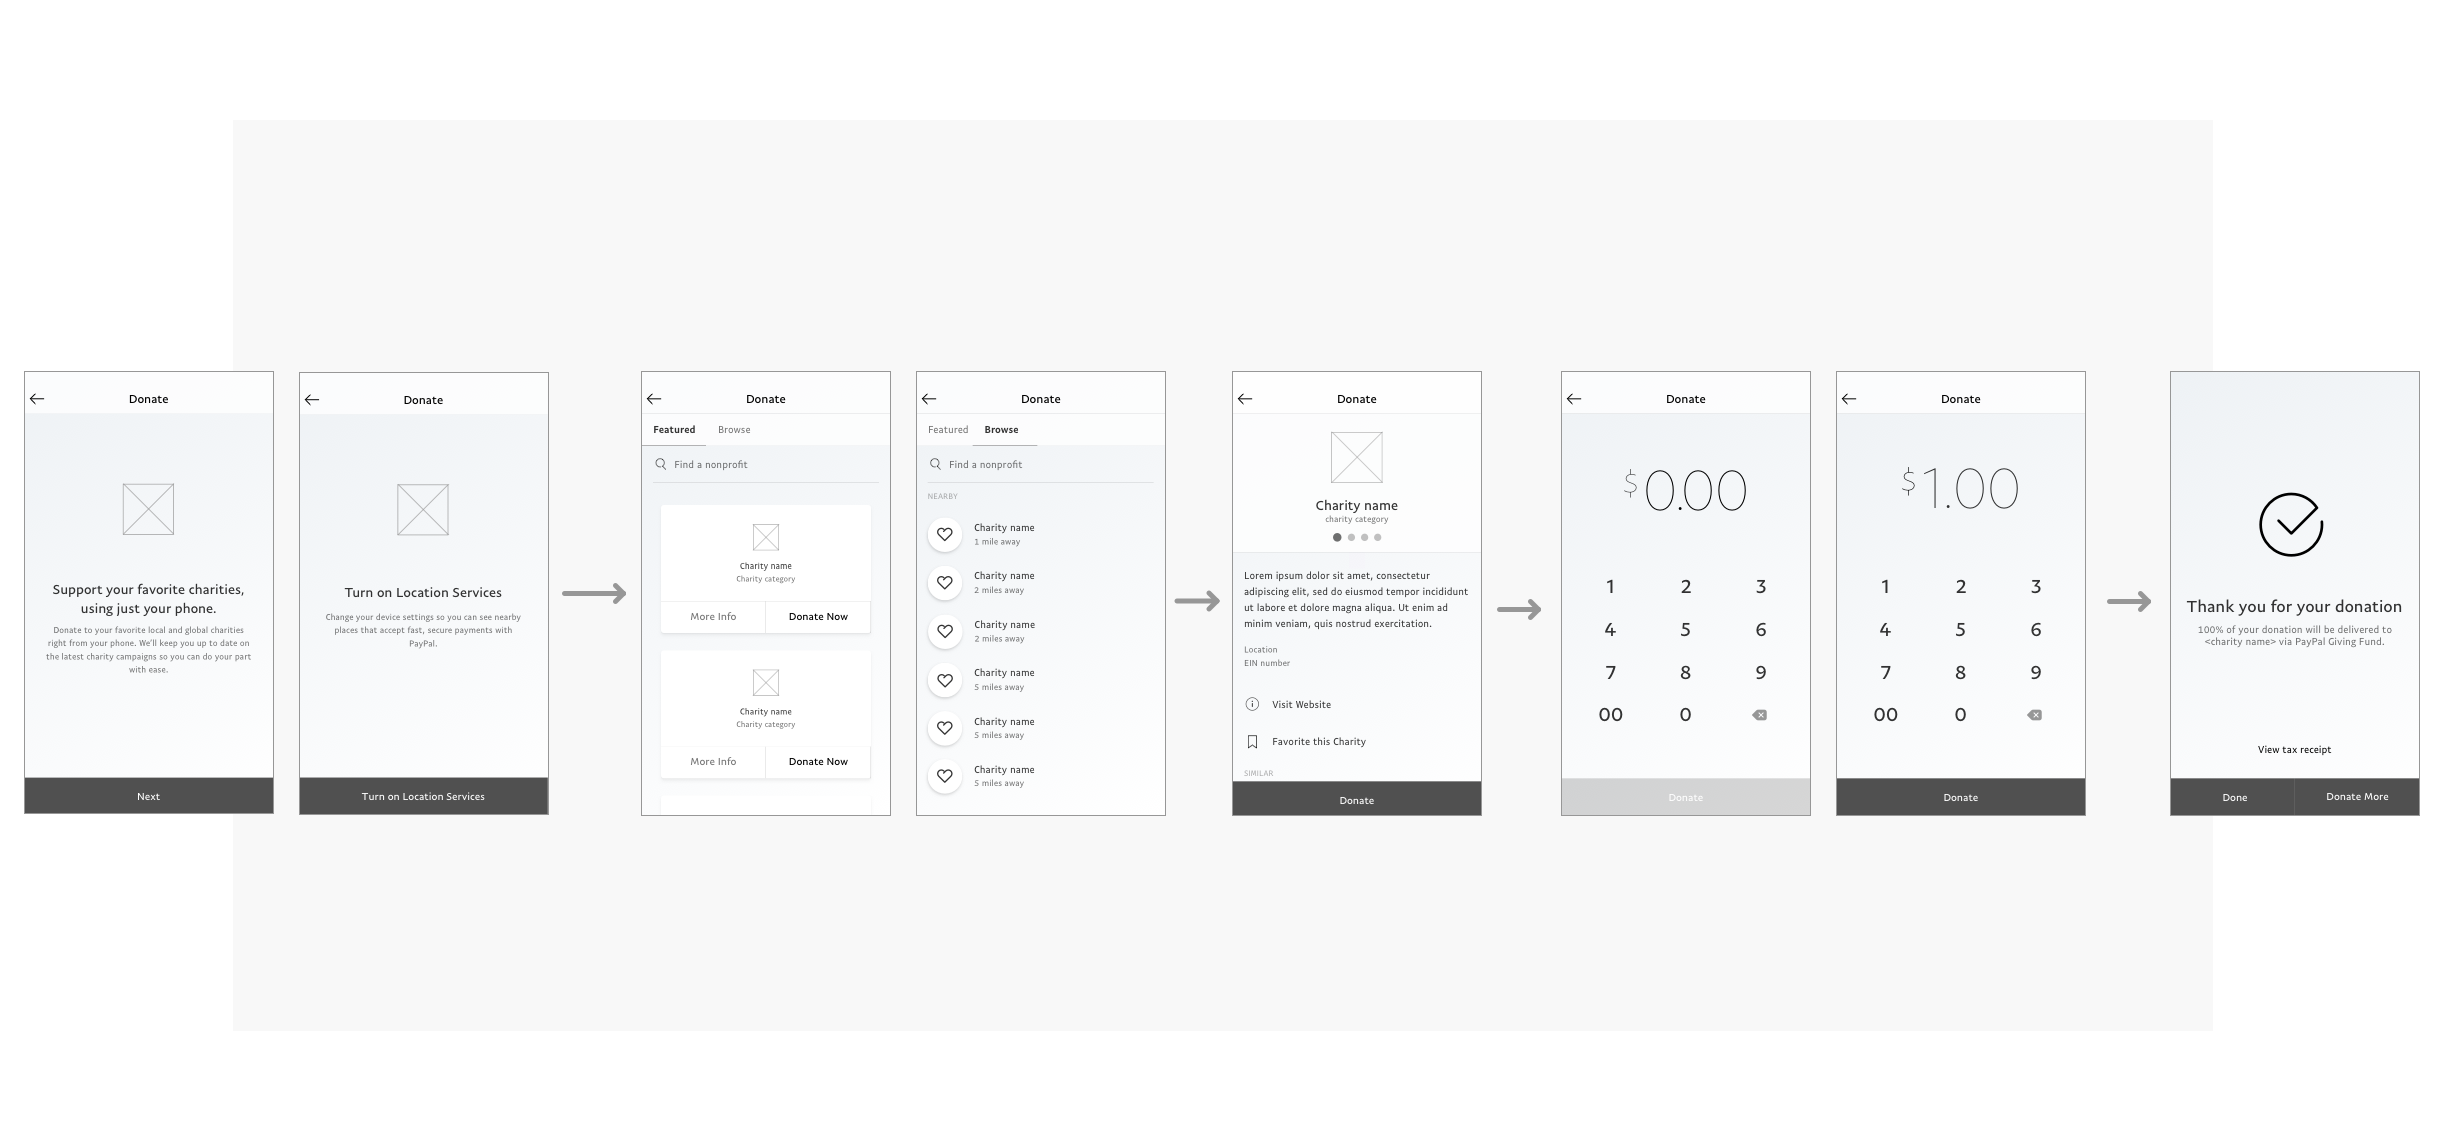 Donate
Support your favorite charities,
using just your phone.
Donate to your favorite local and global charities
right from your phone. We'll keep you up to date on
the latest charity campaigns so you can do your part
with ease.
Next
Donate
Turn on Location Services
Change your device settings so you can see nearby
places that accept fast, secure payments with
PayPal.
Turn on Location Services
Donate
Featured Browse
Find a nonprofit
Charity name
Charity category
More Info Donate Now
Charity name
Charity category
More Info Donate Now
Donate
Featured Browse
Find a nonprofit
NEARBY
Charity name
1 mile away
Charity name
2 miles away
Charity name
2 miles away
Charity name
5 miles away
Charity name
5 miles away
Charity name
5 miles away
Donate
Charity name
charity category
Lorem ipsum dolor sit amet, consectetur
adipiscing elit, sed do eiusmod tempor incididunt
ut labore et dolore magna aliqua. Ut enim ad
minim veniam, quis nostrud exercitation.
Location
EIN number
Visit Website
Favorite this Charity
SIMILAR
Donate
Donate
$0.00
1 2 3
4 5 6
7 8 9
00 0
Donate
Donate
$1.00
1 2 3
4 5 6
7 8 9
00 0
Donate
Thank you for your donation
100% of your donation will be delivered to
<charity name> via PayPal Giving Fund.
View tax receipt
Done Donate More